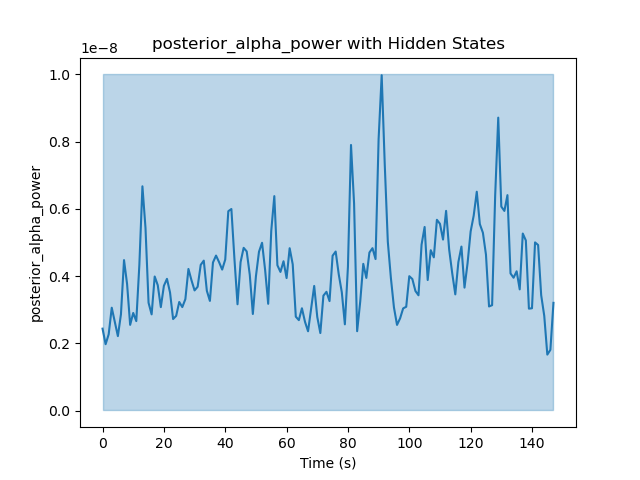 posterior_alpha_power with Hidden States
1e−8
1.0
0.8
0.6
0.4
0.2
0.0
posterior_alpha_power
0 20 40 60 80 100 120 140
Time (s)